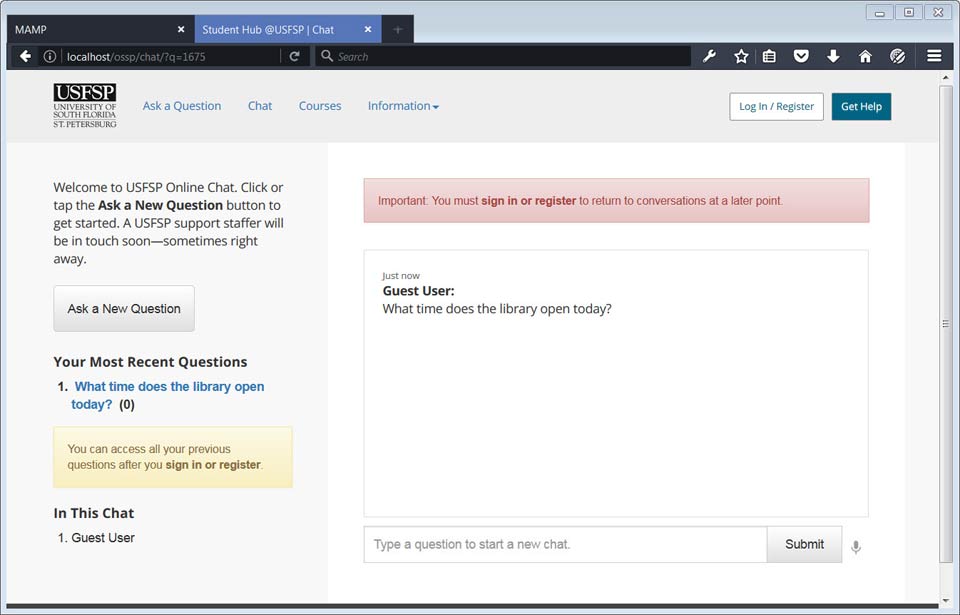 MAMP
Student Hub @USFSP | Chat
localhost/ossp/chat/?q=1675
Search
USFSP
UNIVERSITY OF
SOUTH FLORIDA
ST. PETERSBURG
Ask a Question
Chat
Courses
Information
Log In / Register
Get Help
Welcome to USFSP Online Chat. Click or
tap the Ask a New Question button to
get started. A USFSP support staffer will
be in touch soon—sometimes right
away.
Ask a New Question
Your Most Recent Questions
1. What time does the library open
today? (0)
You can access all your previous
questions after you sign in or register.
In This Chat
1. Guest User
Important: You must sign in or register to return to conversations at a later point.
Just now
Guest User:
What time does the library open today?
Type a question to start a new chat.
Submit